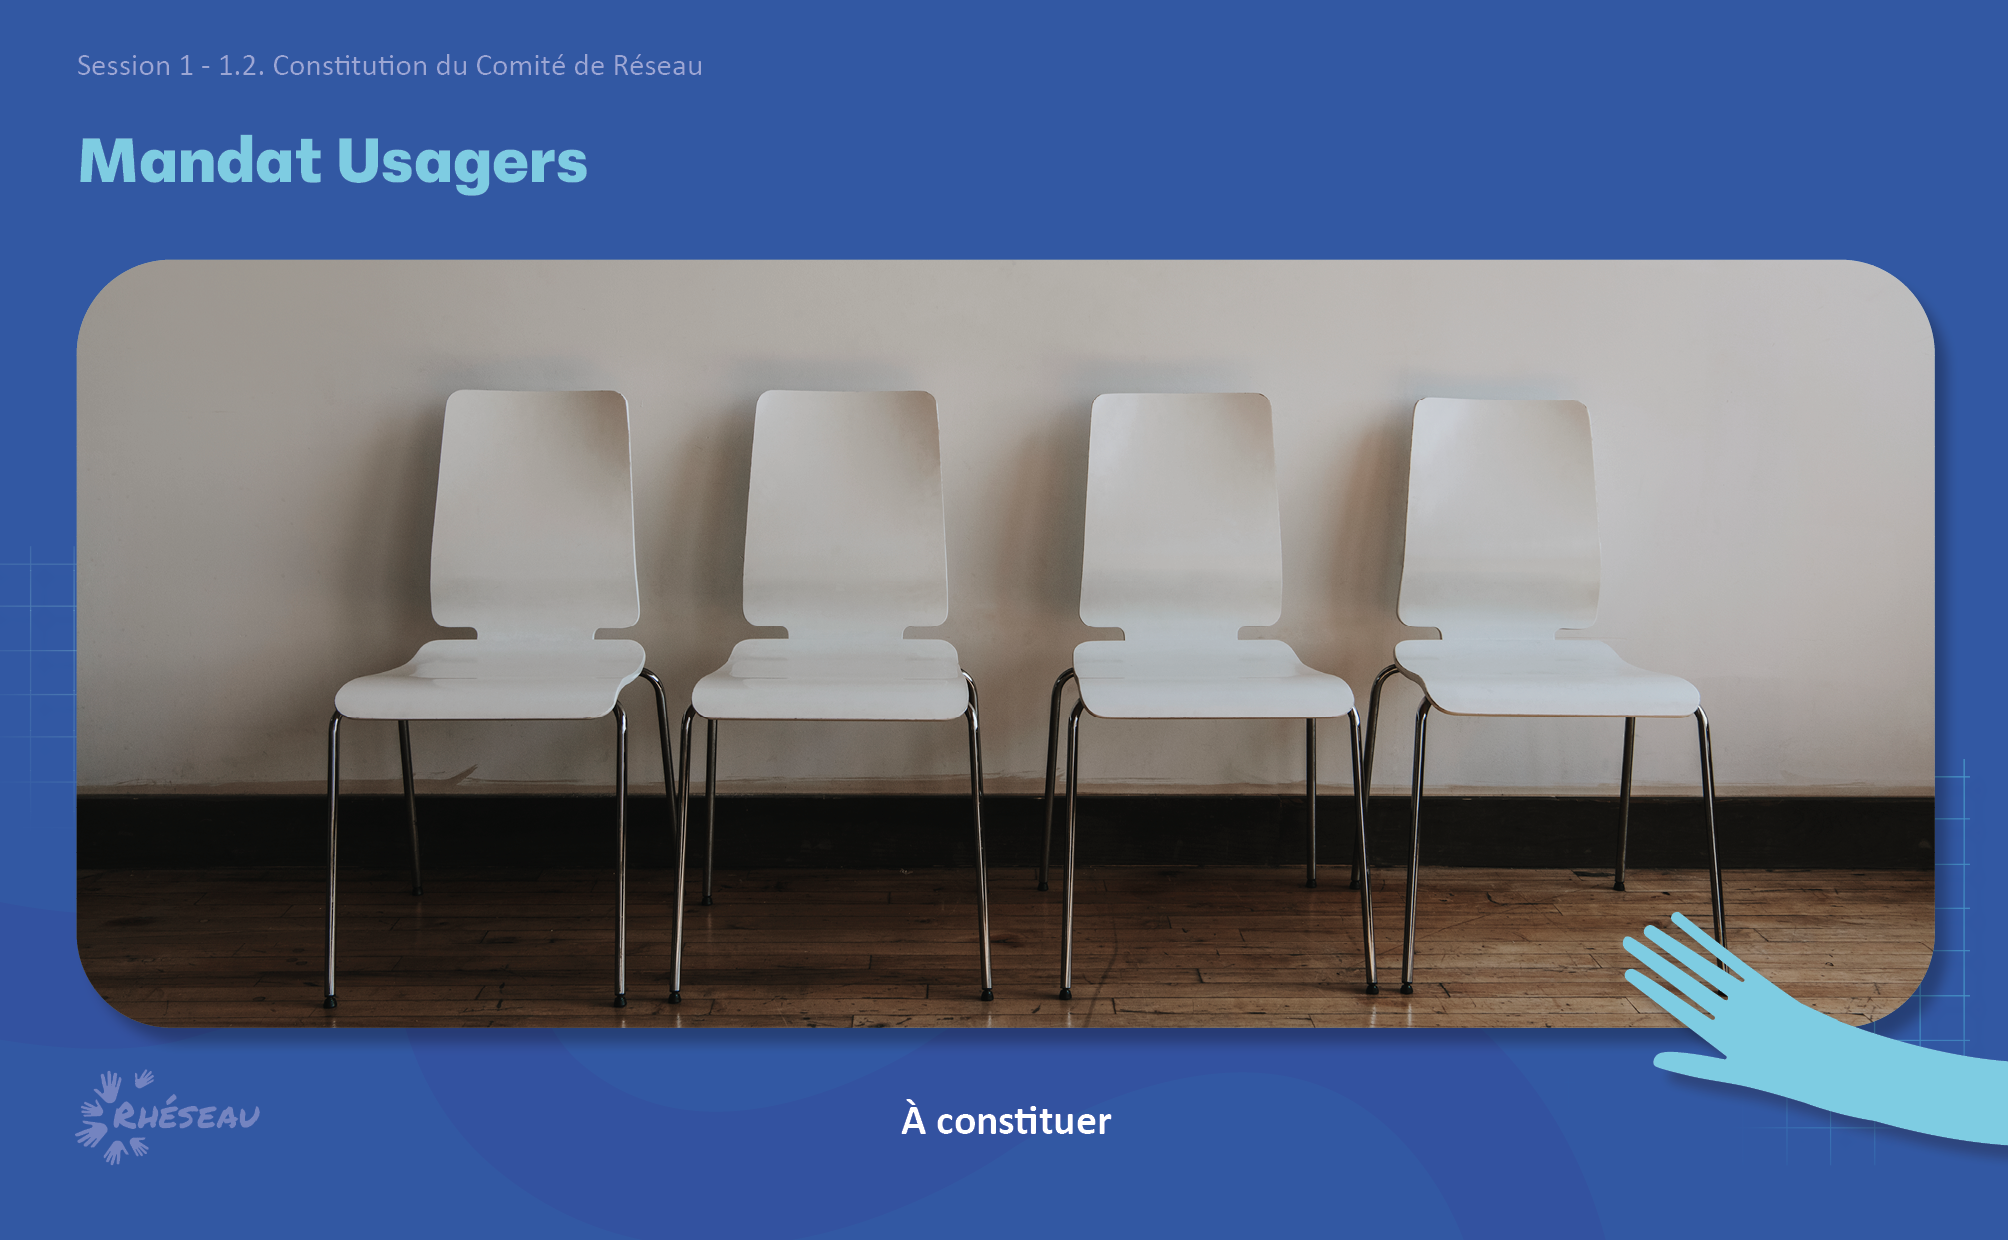 Session 1 - 1.2. Constitution du Comité de Réseau
Mandat Usagers
RHÉSEAU
À constituer